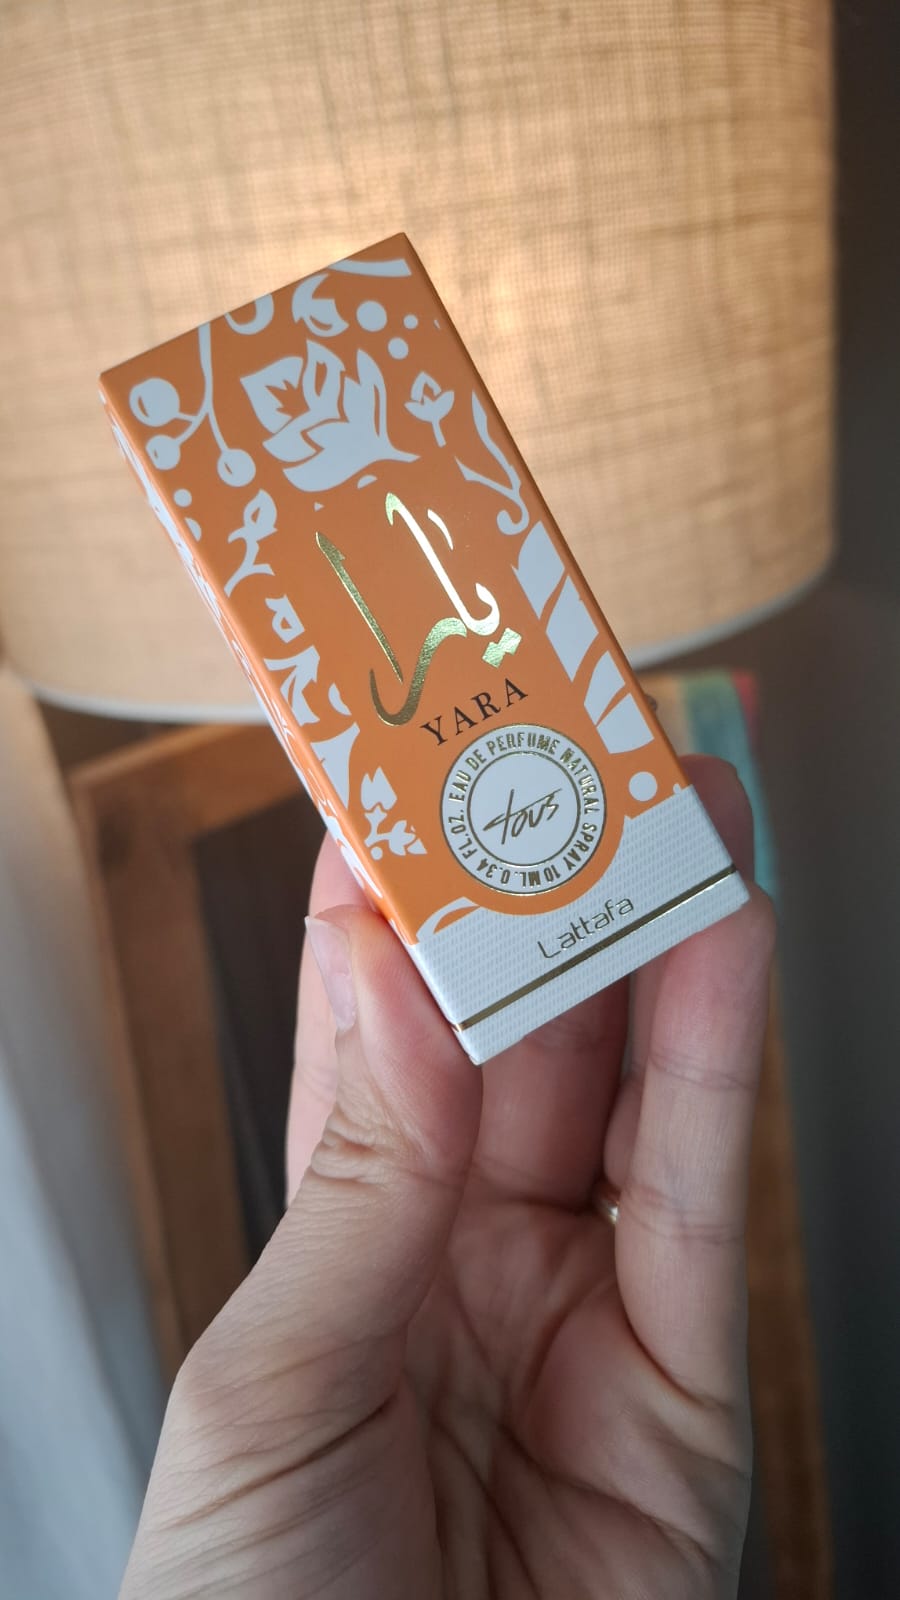 يارا
YARA
EAU DE PERFUME NATURAL SPRAY 10 ML. 0.34 FL.OZ.
tous
Lattafa